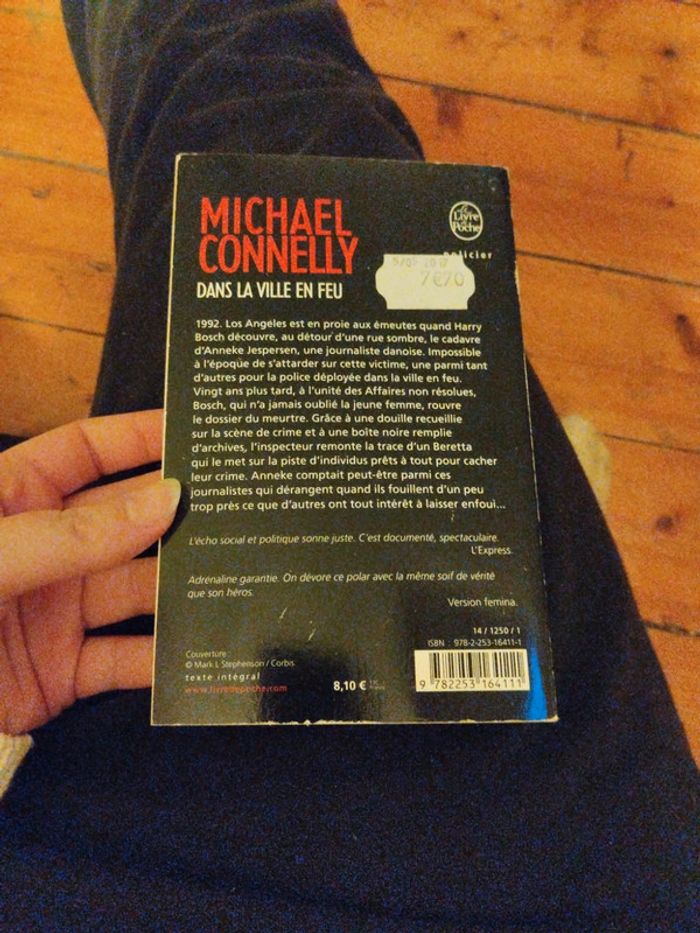 MICHAEL
CONNELLY
DANS LA VILLE EN FEU
Le
Livre
de
Poche
policier
7€70
1992. Los Angeles est en proie aux émeutes quand Harry
Bosch découvre, au détour d'une rue sombre, le cadavre
d'Anneke Jespersen, une journaliste danoise. Impossible
à l'époque de s'attarder sur cette victime, une parmi tant
d'autres pour la police déployée dans la ville en feu.
Vingt ans plus tard, à l'unité des Affaires non résolues,
Bosch, qui n'a jamais oublié la jeune femme, rouvre
le dossier du meurtre. Grâce à une douille recueillie
sur la scène de crime et à une boîte noire remplie
d'archives, l'inspecteur remonte la trace d'un Beretta
qui le met sur la piste d'individus prêts à tout pour cacher
leur crime. Anneke comptait peut-être parmi ces
journalistes qui dérangent quand ils fouillent d'un peu
trop près ce que d'autres ont tout intérêt à laisser enfoui...
L'écho social et politique sonne juste. C'est documenté, spectaculaire.
L'Express.
Adrénaline garantie. On dévore ce polar avec la même soif de vérité
que son héros.
Version femina.
14 / 1250 / 1
ISBN : 978-2-253-16411-1
Couverture :
© Mark L Stephenson / Corbis.
texte intégral
www.livredepoche.com
8,10 €
9 782253 164111